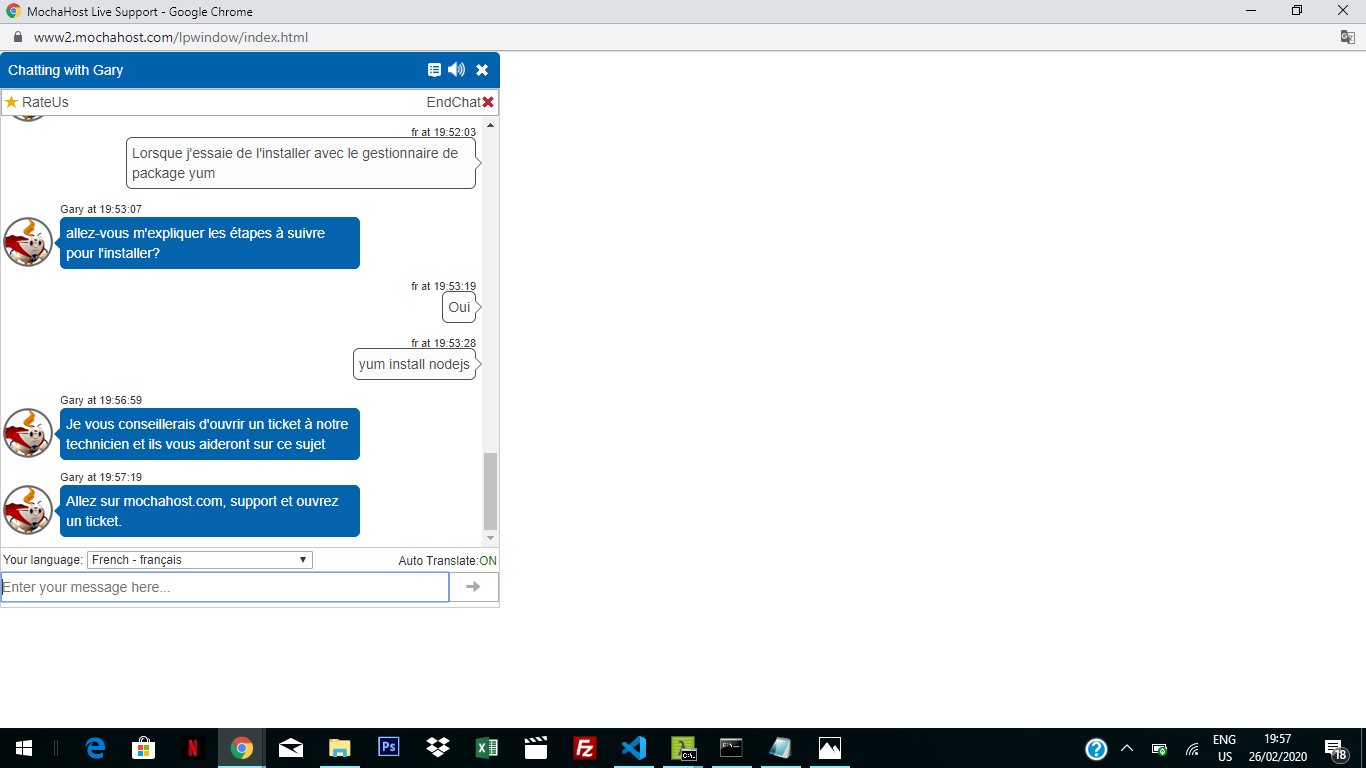 MochaHost Live Support - Google Chrome
www2.mochahost.com/lpwindow/index.html
Chatting with Gary
RateUs
EndChat
fr at 19:52:03
Lorsque j'essaie de l'installer avec le gestionnaire de
package yum
Gary at 19:53:07
allez-vous m'expliquer les étapes à suivre
pour l'installer?
fr at 19:53:19
Oui
fr at 19:53:28
yum install nodejs
Gary at 19:56:59
Je vous conseillerais d'ouvrir un ticket à notre
technicien et ils vous aideront sur ce sujet
Gary at 19:57:19
Allez sur mochahost.com, support et ouvrez
un ticket.
Your language: French - français
Auto Translate:ON
Enter your message here...
N
Ps
Fz
C:\
ENG
US
19:57
26/02/2020
18